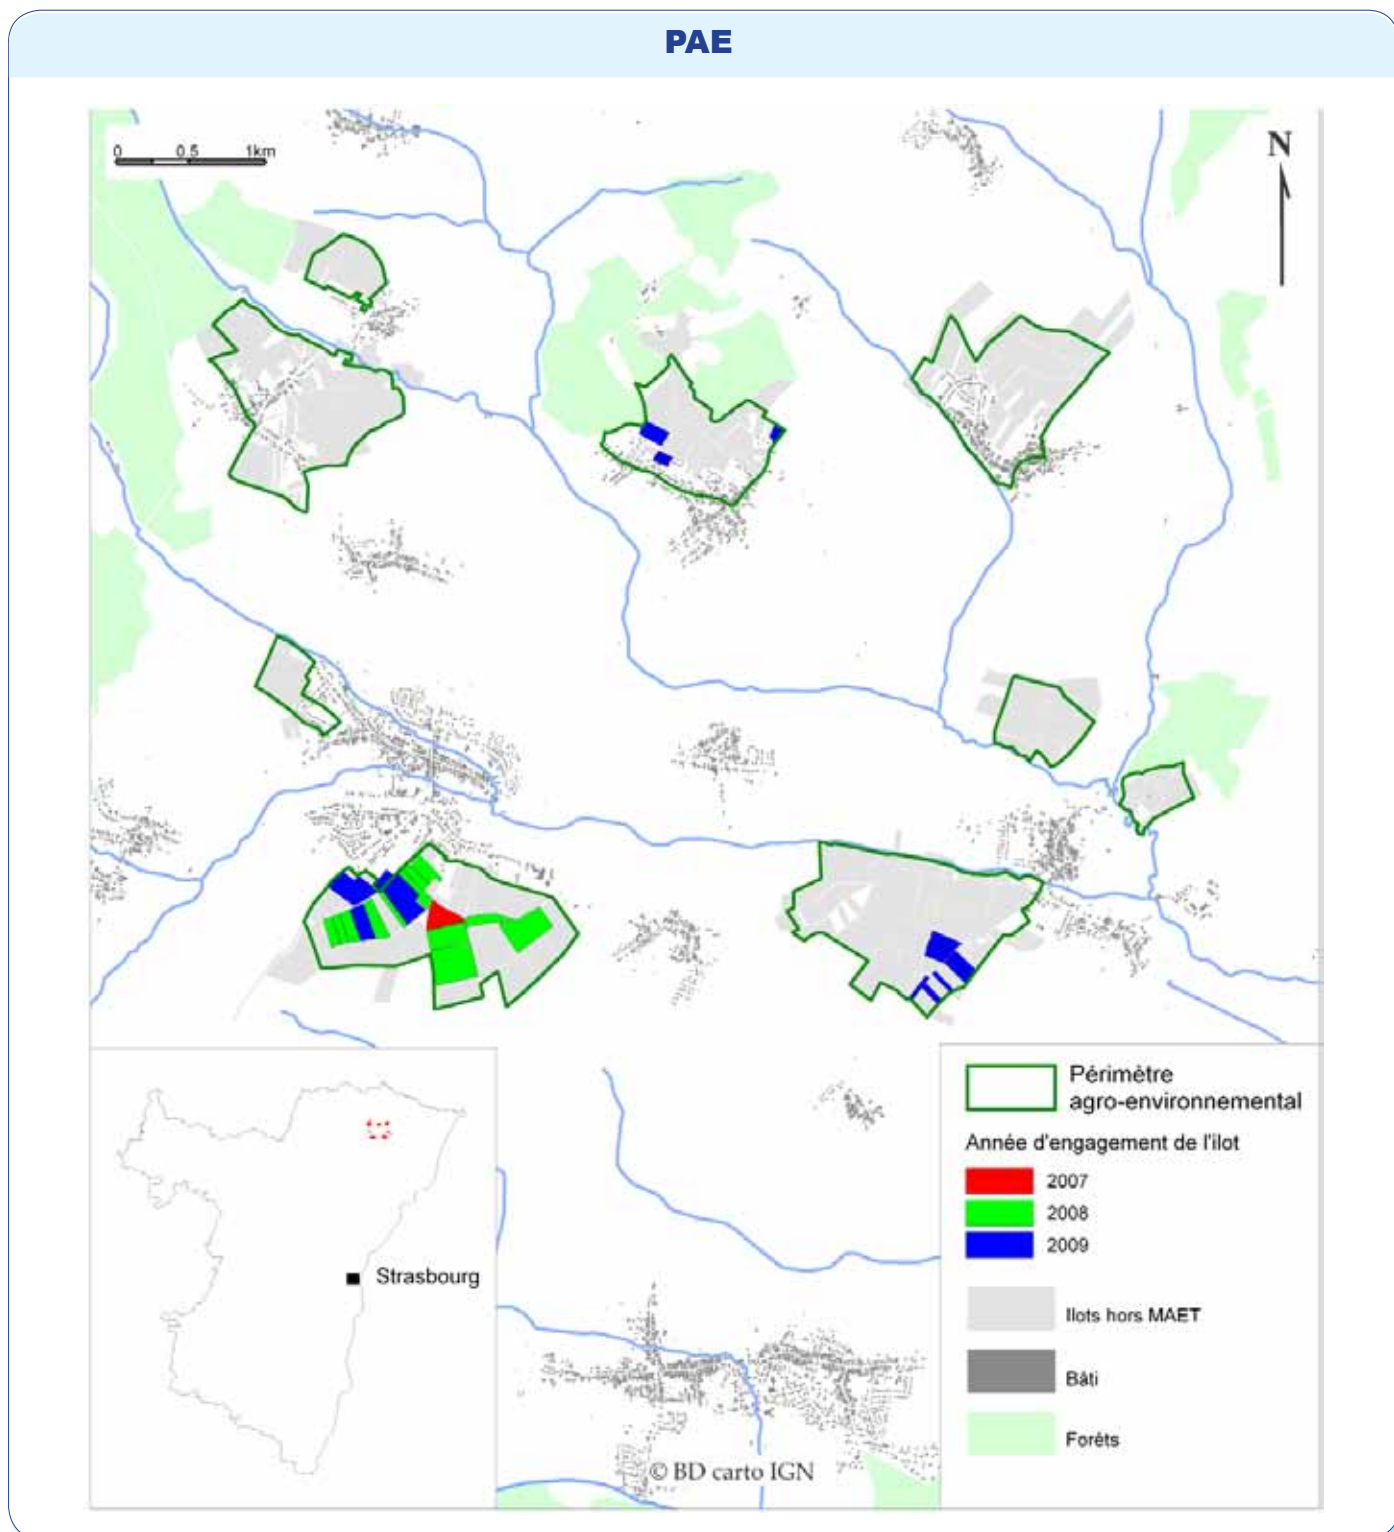 PAE
0 0.5 1km
N
Périmètre
agro-environnemental
Année d'engagement de l'ilot
2007
2008
2009
Strasbourg
Ilots hors MAET
Bâti
Forêts
© BD carto IGN